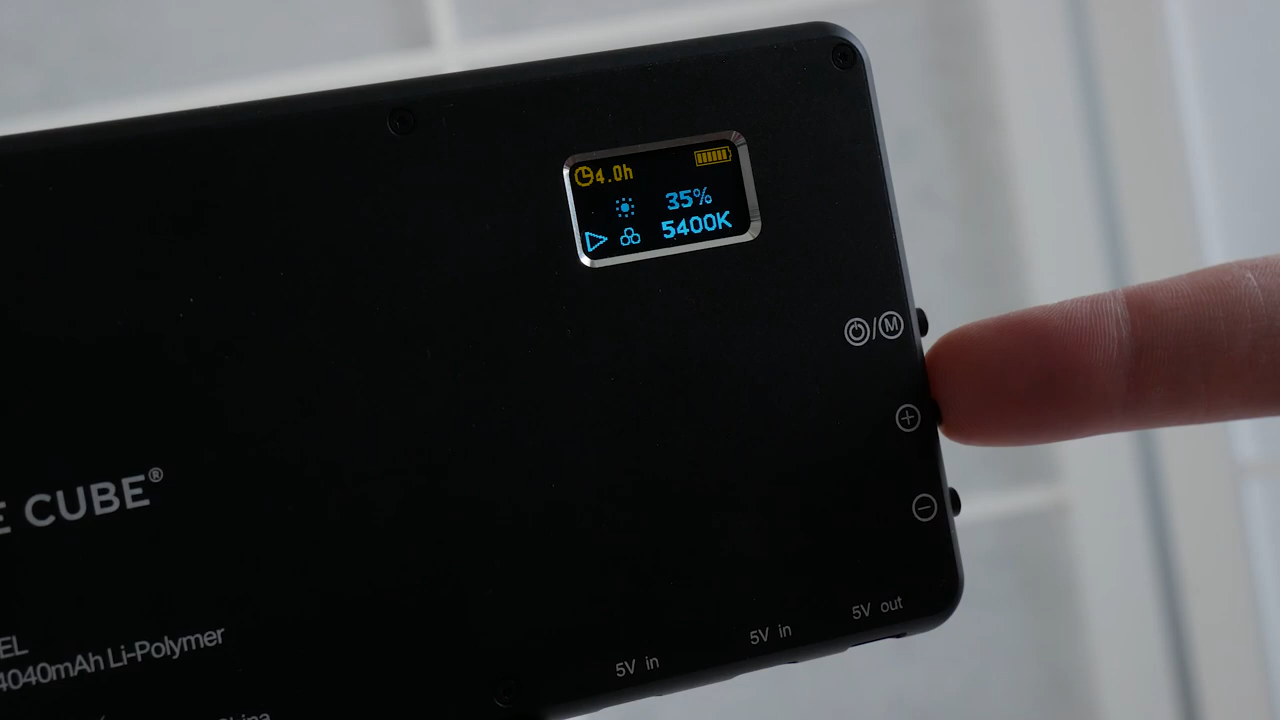 4.0h
35%
5400K
/M
E CUBE®
EL
4040mAh Li-Polymer
5V out
5V in
5V in